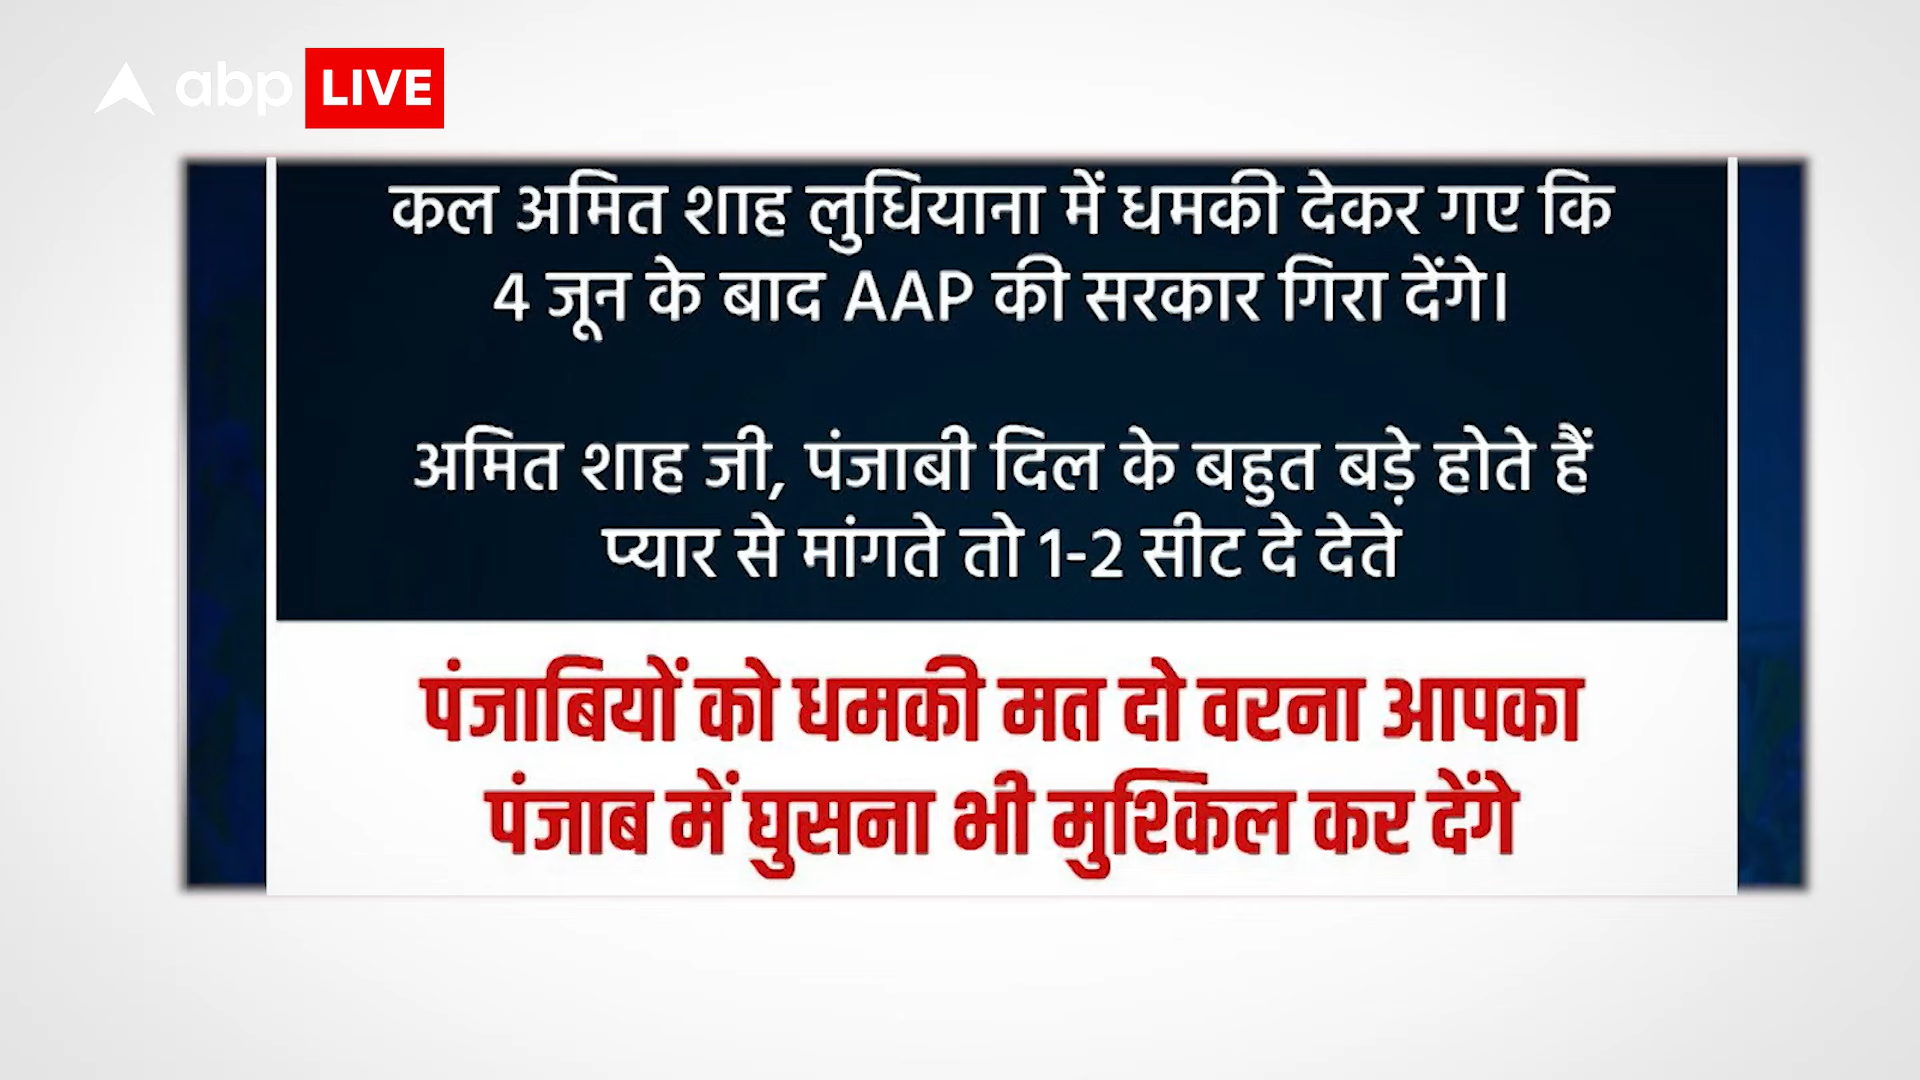 abp LIVE
कल अमित शाह लुधियाना में धमकी देकर गए कि
4 जून के बाद AAP की सरकार गिरा देंगे।
अमित शाह जी, पंजाबी दिल के बहुत बड़े होते हैं
प्यार से मांगते तो 1-2 सीट दे देते
पंजाबियों को धमकी मत दो वरना आपका
पंजाब में घुसना भी मुश्किल कर देंगे